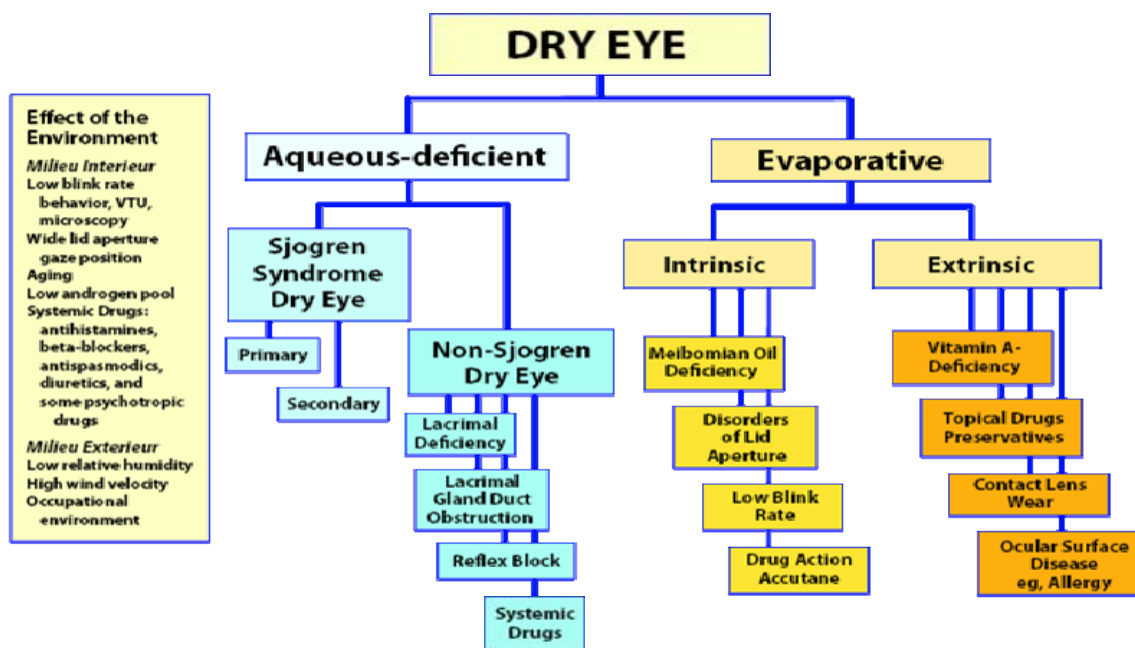 DRY EYE
Effect of the
Environment
Milieu Interieur
Low blink rate
behavior, VTU,
microscopy
Wide lid aperture
gaze position
Aging
Low androgen pool
Systemic Drugs:
antihistamines,
beta-blockers,
antispasmodics,
diuretics, and
some psychotropic
drugs
Milieu Exterieur
Low relative humidity
High wind velocity
Occupational
environment
Aqueous-deficient
Sjogren
Syndrome
Dry Eye
Primary
Secondary
Non-Sjogren
Dry Eye
Lacrimal
Deficiency
Lacrimal
Gland Duct
Obstruction
Reflex Block
Systemic
Drugs
Evaporative
Intrinsic
Meibomian Oil
Deficiency
Disorders
of Lid
Aperture
Low Blink
Rate
Drug Action
Accutane
Extrinsic
Vitamin A-
Deficiency
Topical Drugs
Preservatives
Contact Lens
Wear
Ocular Surface
Disease
eg, Allergy